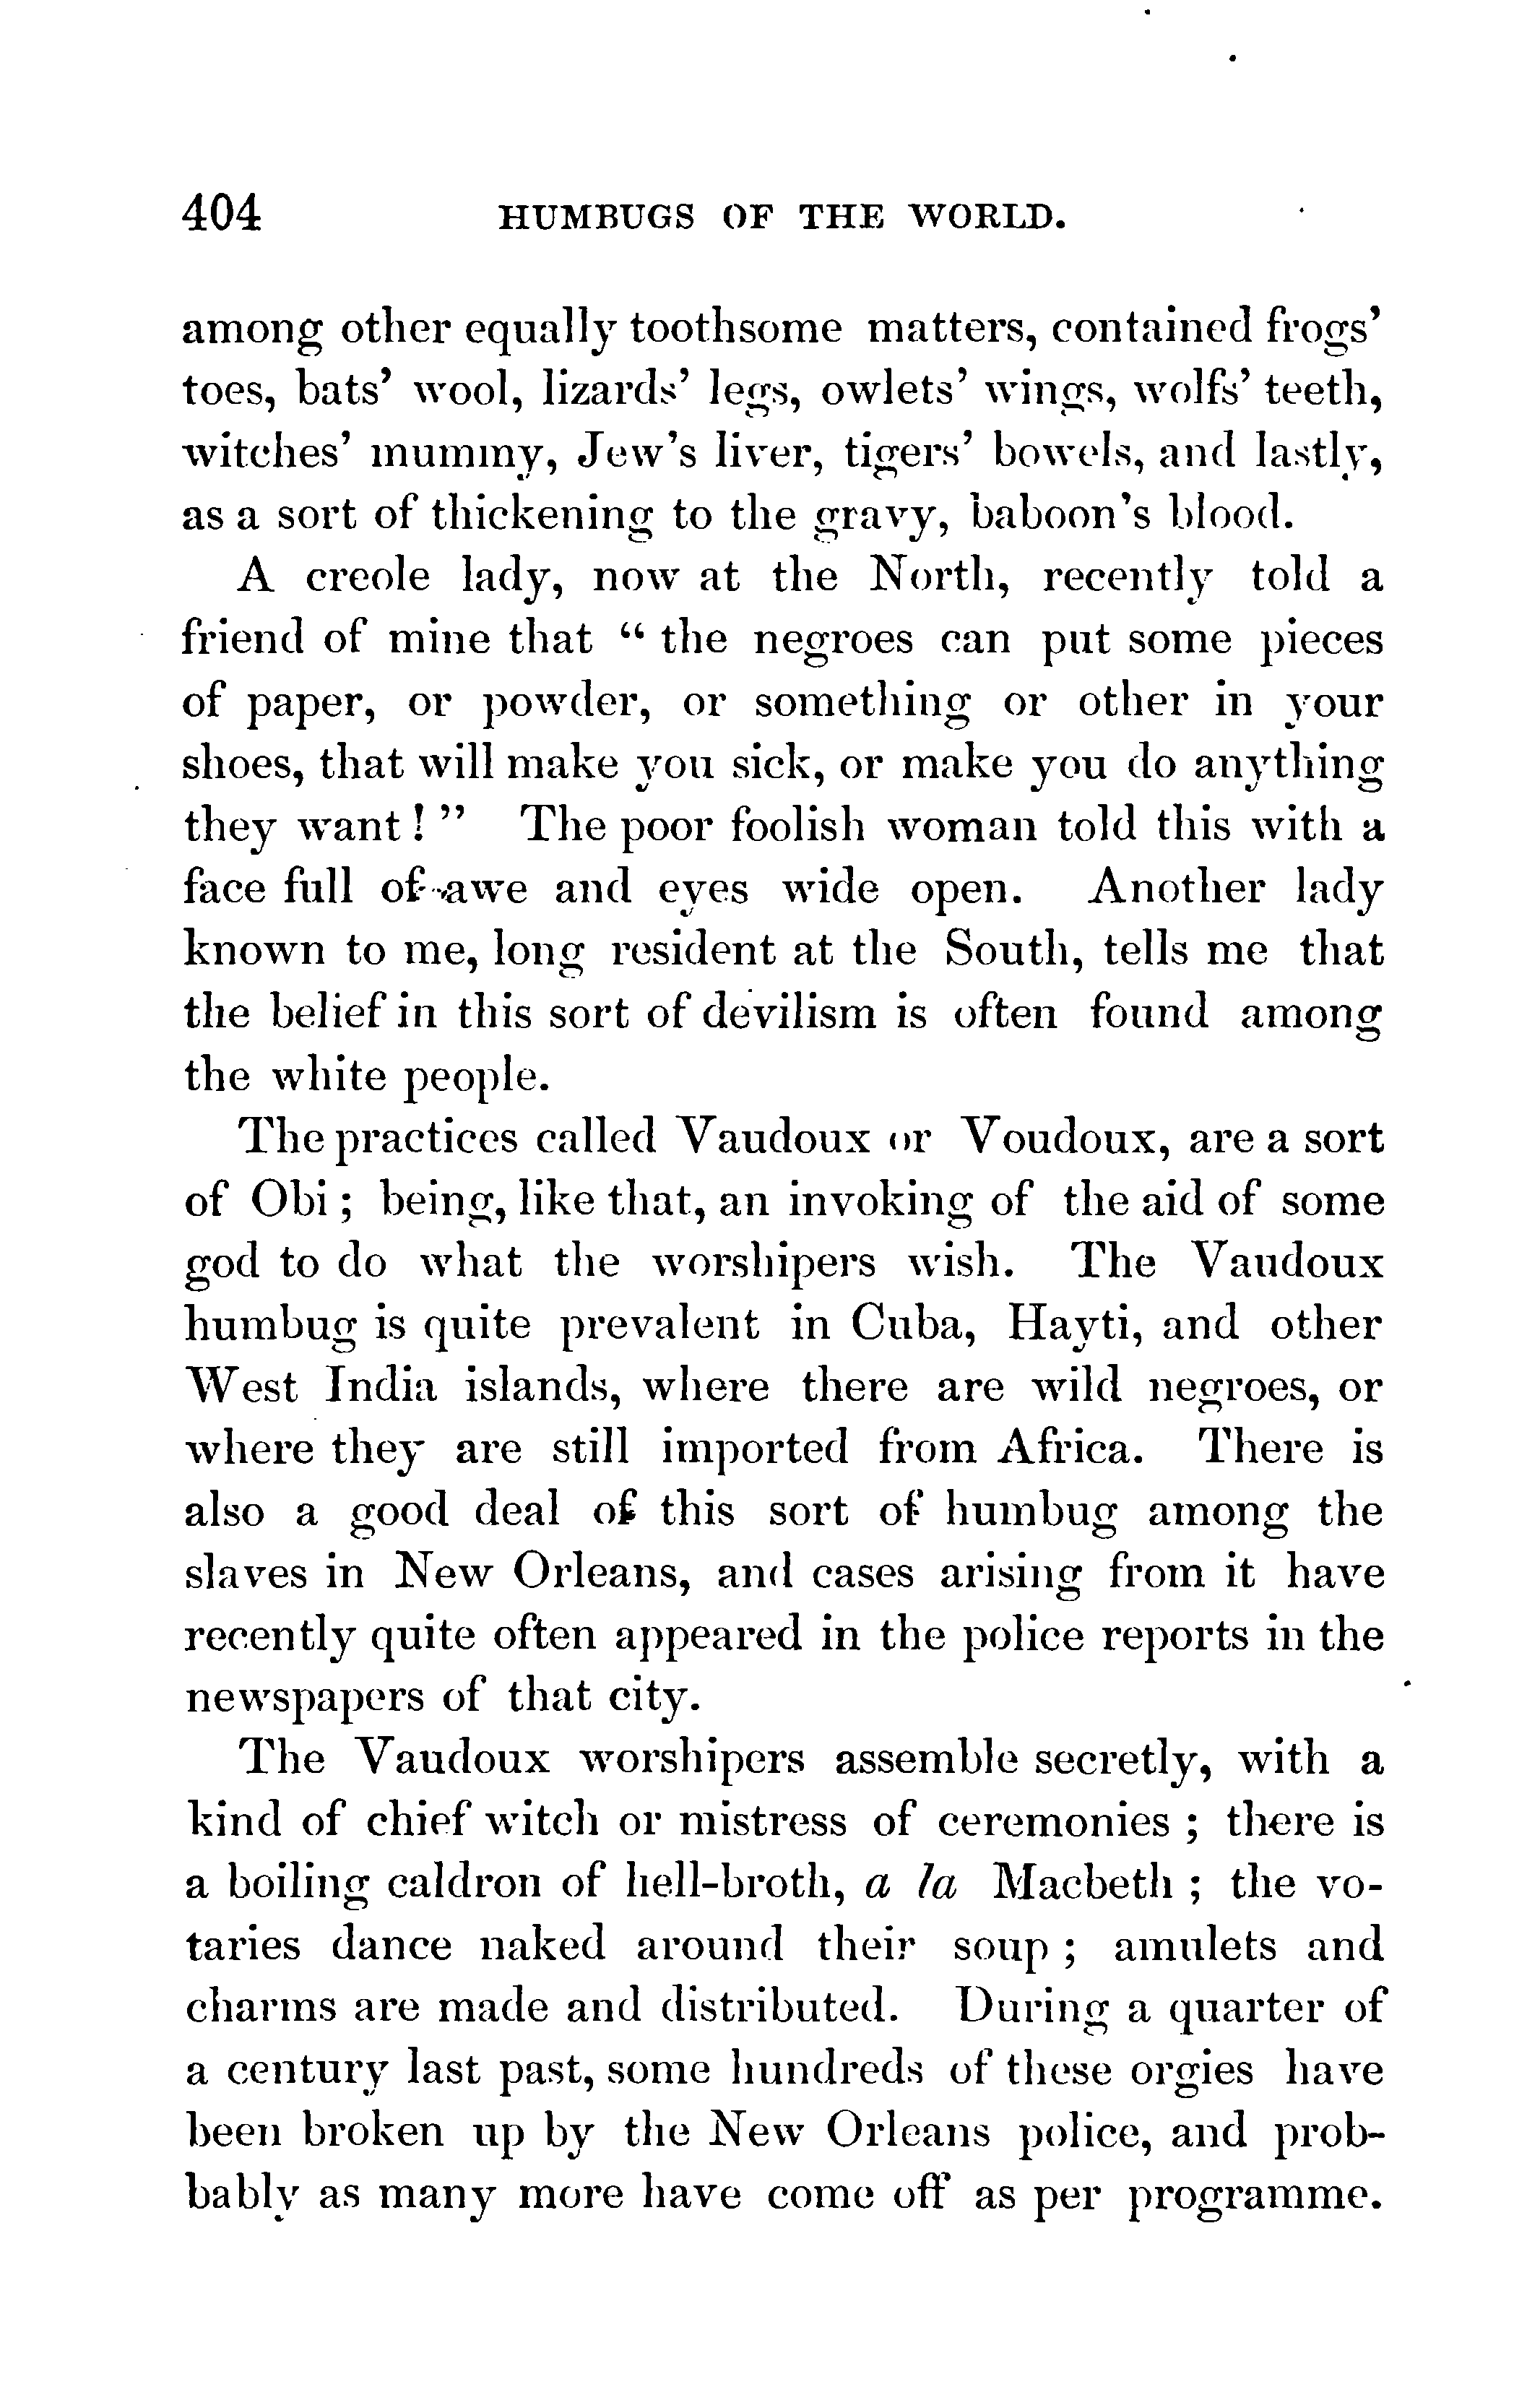 404 HUMBUGS OF THE WORLD.
among other equally toothsome matters, contained frogs'
toes, bats' wool, lizards' legs, owlets' wings, wolfs' teeth,
witches' mummy, Jew's liver, tigers' bowels, and lastly,
as a sort of thickening to the gravy, baboon's blood.
A creole lady, now at the North, recently told a
friend of mine that " the negroes can put some pieces
of paper, or powder, or something or other in your
shoes, that will make you sick, or make you do anything
they want ! " The poor foolish woman told this with a
face full of awe and eyes wide open. Another lady
known to me, long resident at the South, tells me that
the belief in this sort of devilism is often found among
the white people.
The practices called Vaudoux or Voudoux, are a sort
of Obi ; being, like that, an invoking of the aid of some
god to do what the worshipers wish. The Vaudoux
humbug is quite prevalent in Cuba, Hayti, and other
West India islands, where there are wild negroes, or
where they are still imported from Africa. There is
also a good deal of this sort of humbug among the
slaves in New Orleans, and cases arising from it have
recently quite often appeared in the police reports in the
newspapers of that city.
The Vaudoux worshipers assemble secretly, with a
kind of chief witch or mistress of ceremonies ; there is
a boiling caldron of hell-broth, a la Macbeth ; the vo-
taries dance naked around their soup ; amulets and
charms are made and distributed. During a quarter of
a century last past, some hundreds of these orgies have
been broken up by the New Orleans police, and prob-
bably as many more have come off as per programme.